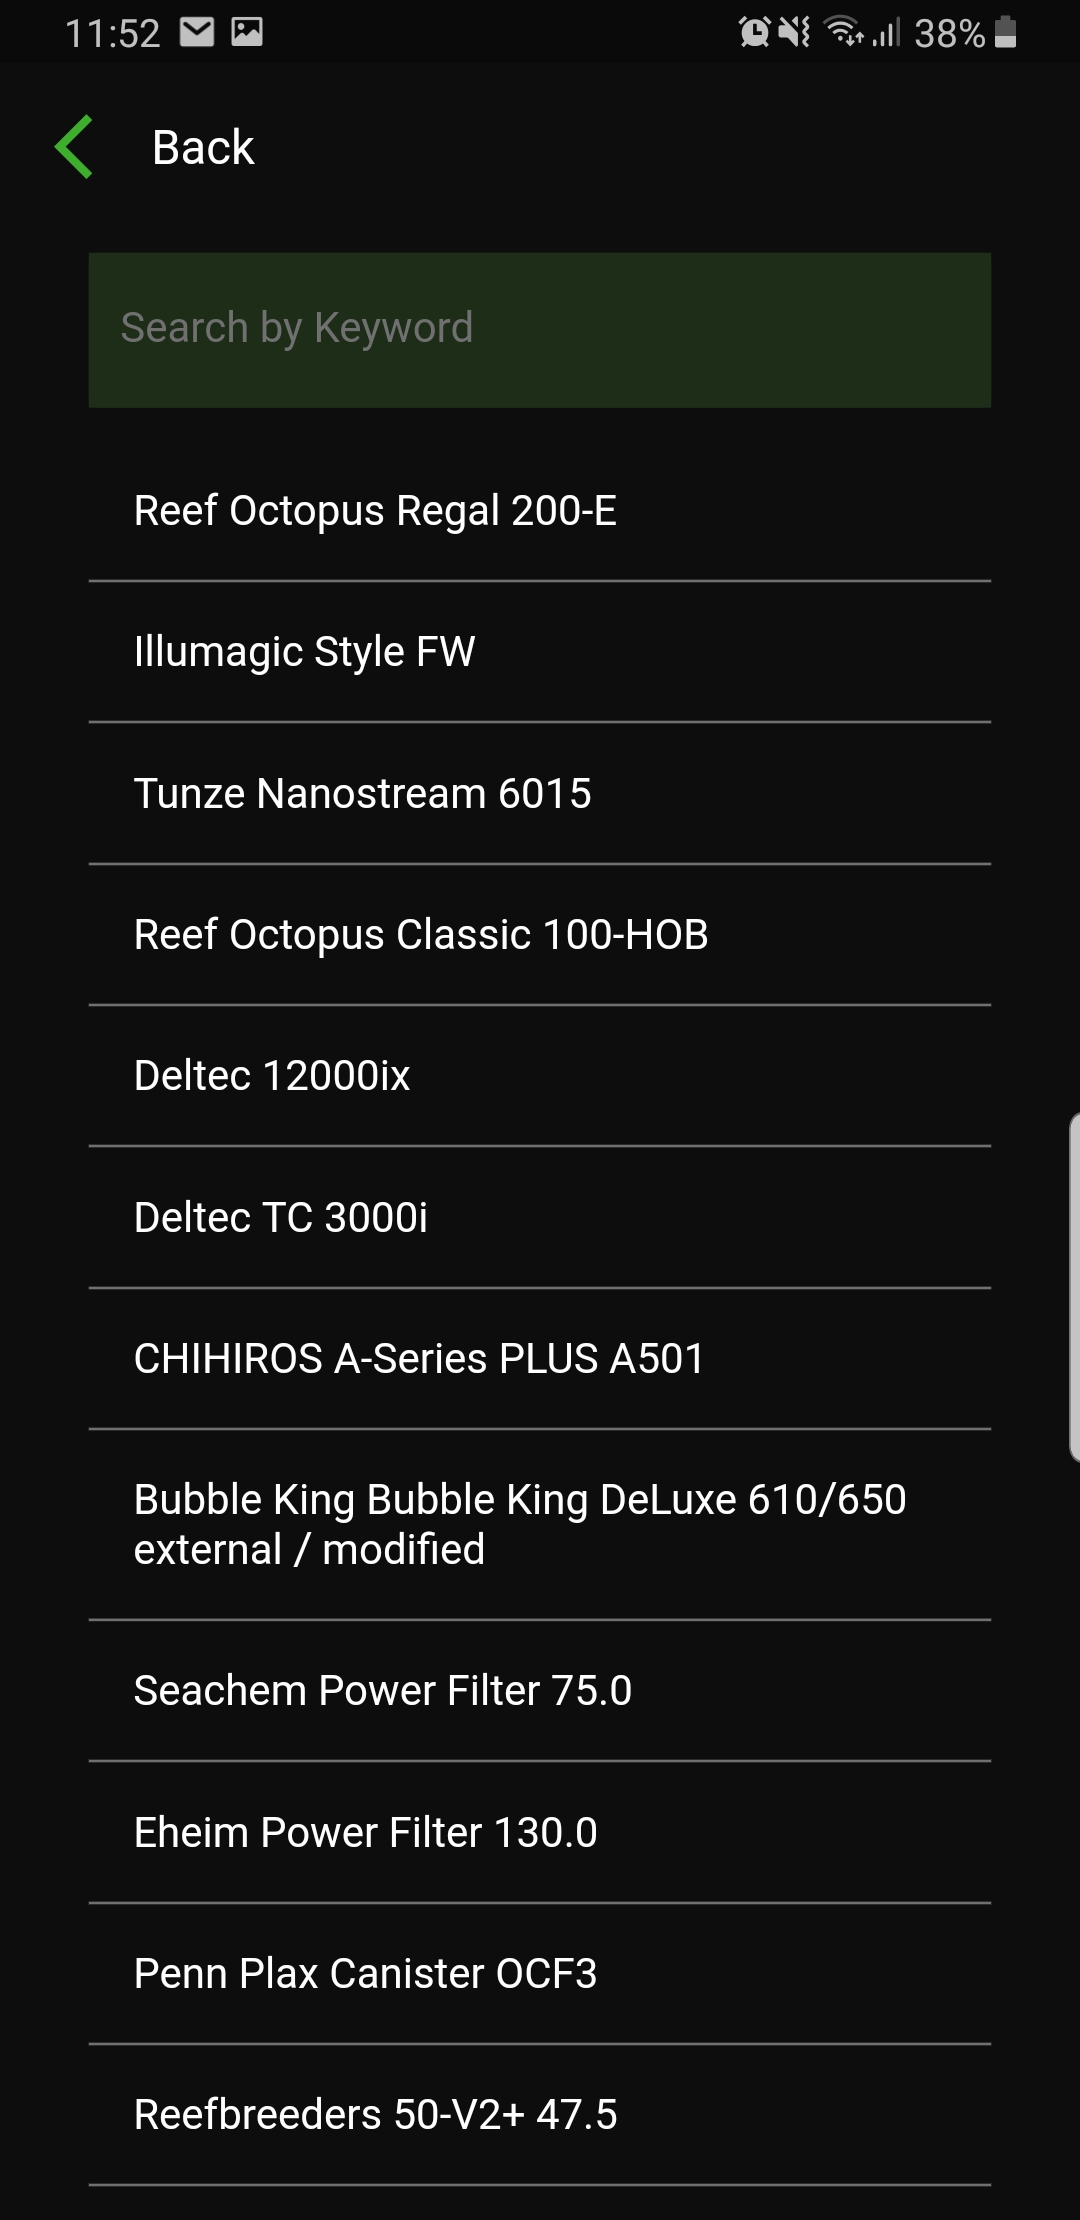 11:52
38%
Back
Search by Keyword
Reef Octopus Regal 200-E
Illumagic Style FW
Tunze Nanostream 6015
Reef Octopus Classic 100-HOB
Deltec 12000ix
Deltec TC 3000i
CHIHIROS A-Series PLUS A501
Bubble King Bubble King DeLuxe 610/650
external / modified
Seachem Power Filter 75.0
Eheim Power Filter 130.0
Penn Plax Canister OCF3
Reefbreeders 50-V2+ 47.5